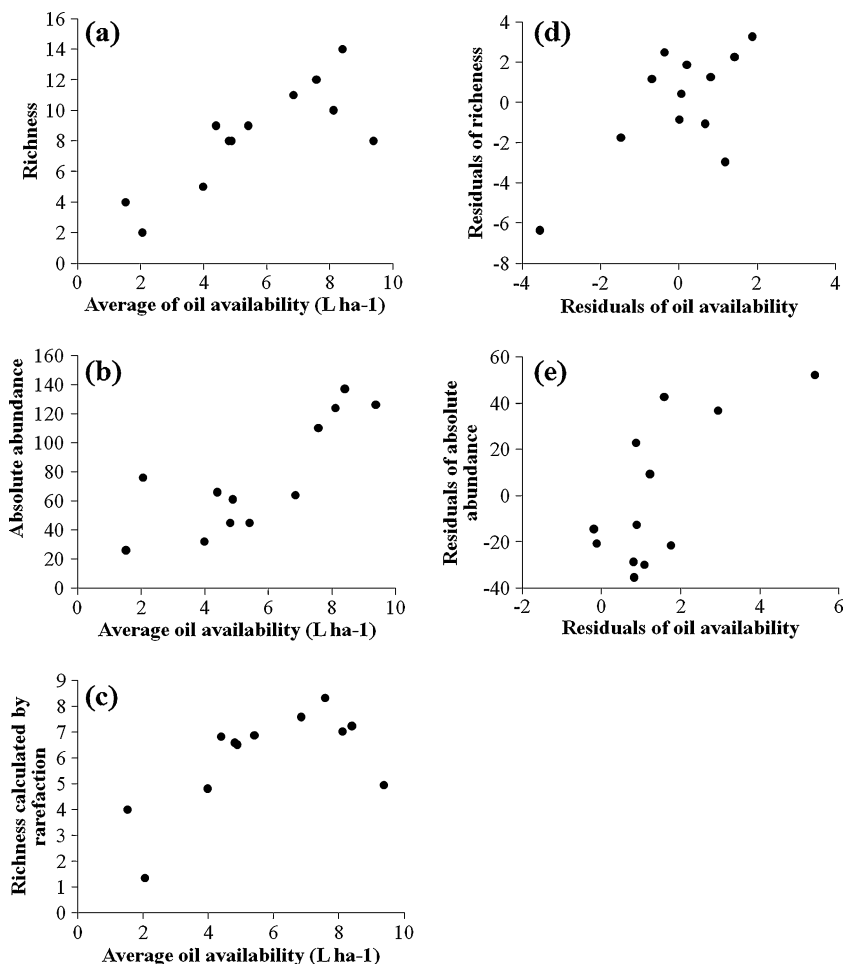 (a)
Richness
16
14
12
10
8
6
4
2
0
0 2 4 6 8 10
Average of oil availability (L ha-1)
(b)
Absolute abundance
160
140
120
100
80
60
40
20
0
0 2 4 6 8 10
Average oil availability (L ha-1)
(c)
Richness calculated by
rarefaction
9
8
7
6
5
4
3
2
1
0
0 2 4 6 8 10
Average oil availability (L ha-1)
(d)
Residuals of richeness
4
2
0
-2
-4
-6
-8
-4 -2 0 2 4
Residuals of oil availability
(e)
Residuals of absolute
abundance
60
40
20
0
-20
-40
-2 0 2 4 6
Residuals of oil availability